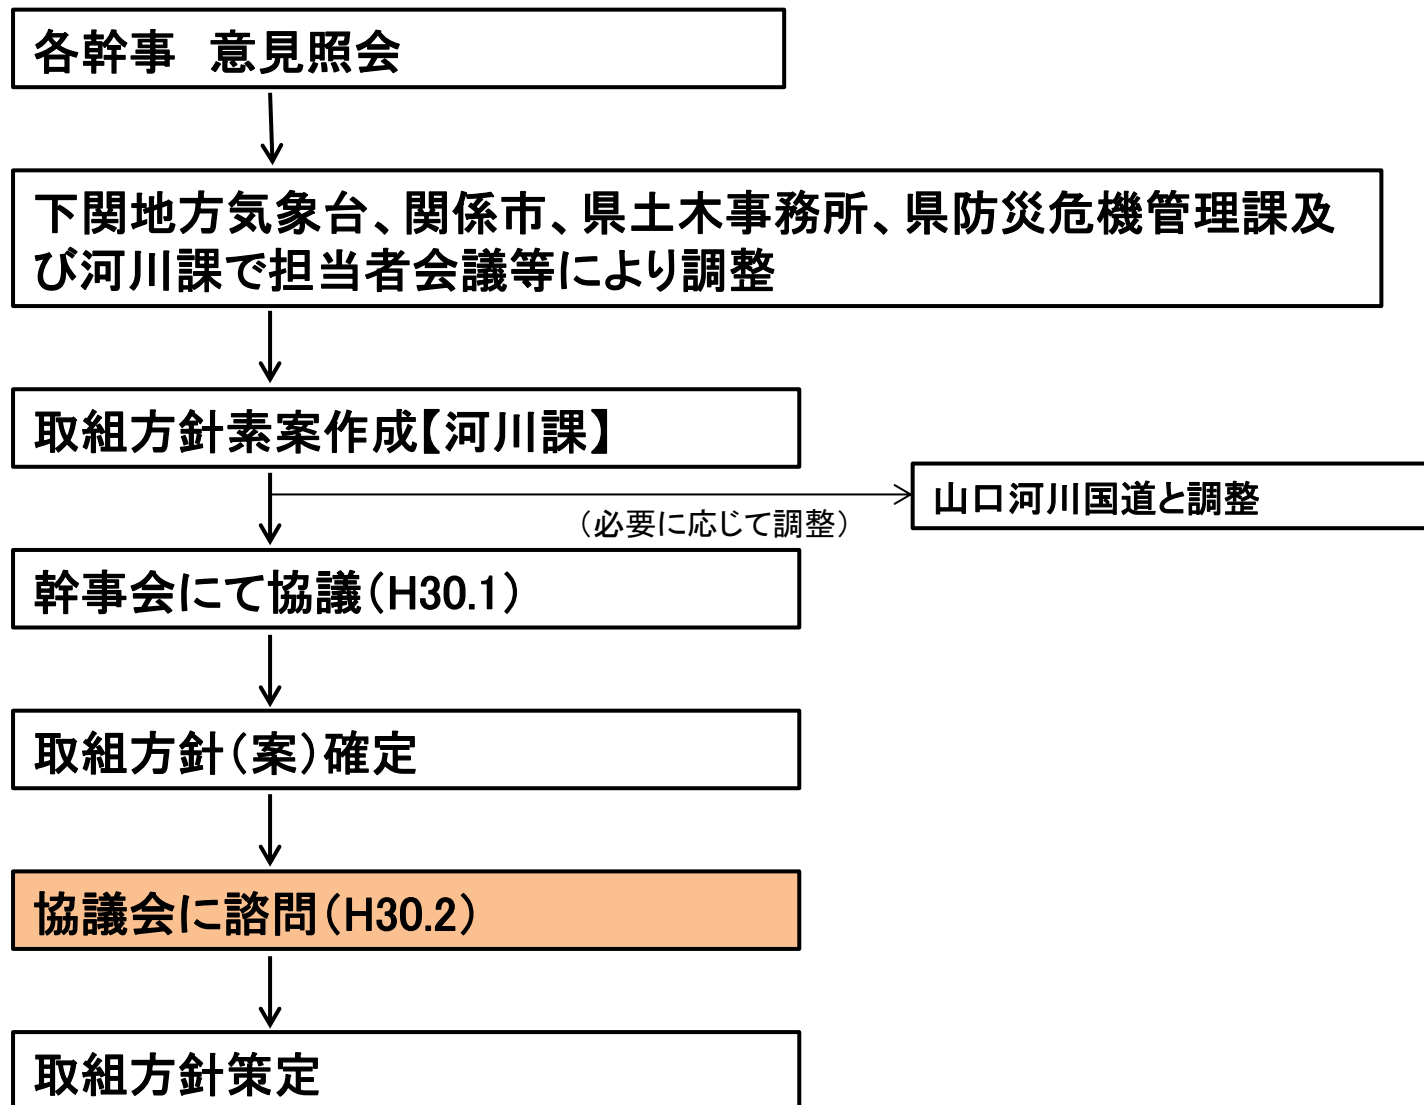 各幹事　意見照会
下関地方気象台、関係市、県土木事務所、県防災危機管理課及
び河川課で担当者会議等により調整
取組方針素案作成【河川課】
山口河川国道と調整
（必要に応じて調整）
幹事会にて協議（H30.1）
取組方針（案）確定
協議会に諮問（H30.2）
取組方針策定